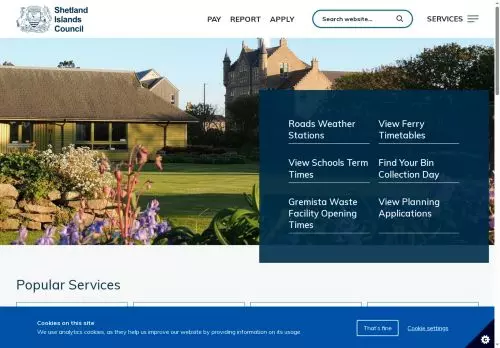 Shetland
Islands
Council
PAY REPORT APPLY
Search website...
SERVICES
Roads Weather
Stations
View Ferry
Timetables
View Schools Term
Times
Find Your Bin
Collection Day
Gremista Waste
Facility Opening
Times
View Planning
Applications
Popular Services
Cookies on this site
We use analytics cookies, as they help us improve our website by providing information on its usage.
That's fine
Cookie settings